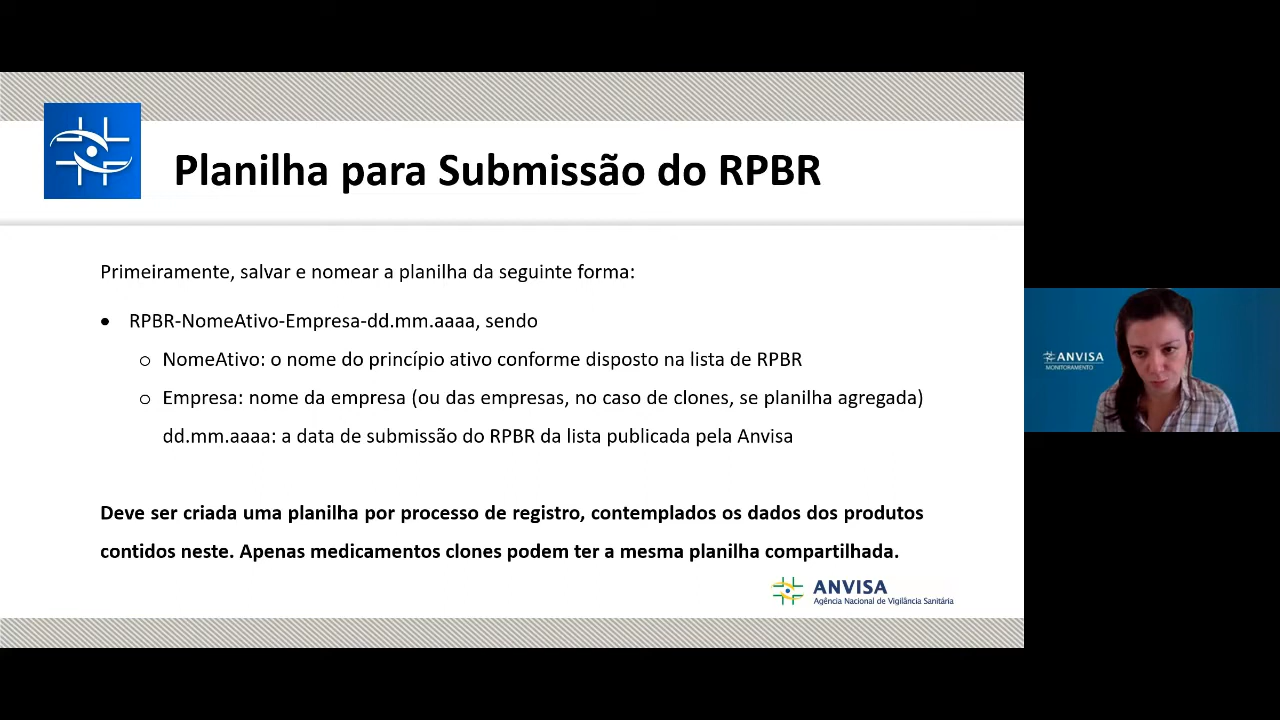 Planilha para Submissão do RPBR
Primeiramente, salvar e nomear a planilha da seguinte forma:
• RPBR-NomeAtivo-Empresa-dd.mm.aaaa, sendo
o NomeAtivo: o nome do princípio ativo conforme disposto na lista de RPBR
o Empresa: nome da empresa (ou das empresas, no caso de clones, se planilha agregada)
dd.mm.aaaa: a data de submissão do RPBR da lista publicada pela Anvisa
Deve ser criada uma planilha por processo de registro, contemplados os dados dos produtos
contidos neste. Apenas medicamentos clones podem ter a mesma planilha compartilhada.
ANVISA
Agência Nacional de Vigilância Sanitária
ANVISA
MONITORAMENTO